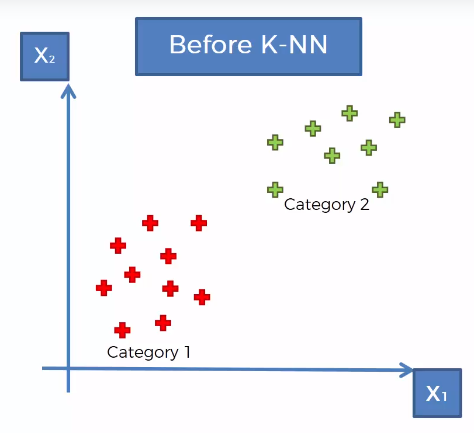 Before K-NN
X₂
Category 2
Category 1
X₁